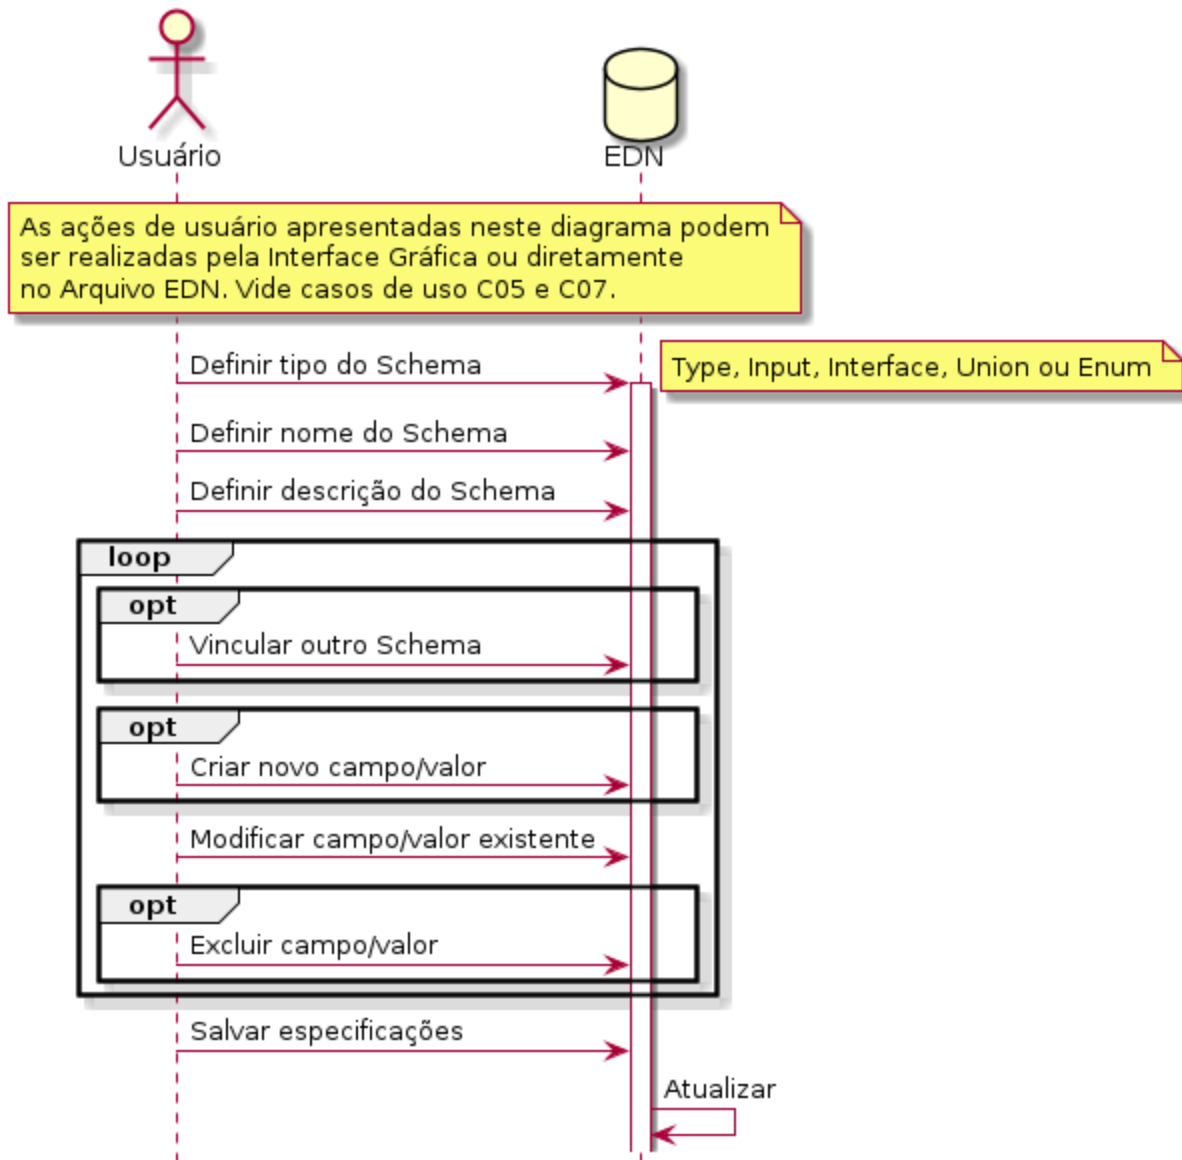 Usuário
EDN
As ações de usuário apresentadas neste diagrama podem
ser realizadas pela Interface Gráfica ou diretamente
no Arquivo EDN. Vide casos de uso C05 e C07.
Definir tipo do Schema
Type, Input, Interface, Union ou Enum
Definir nome do Schema
Definir descrição do Schema
loop
opt
Vincular outro Schema
opt
Criar novo campo/valor
Modificar campo/valor existente
opt
Excluir campo/valor
Salvar especificações
Atualizar